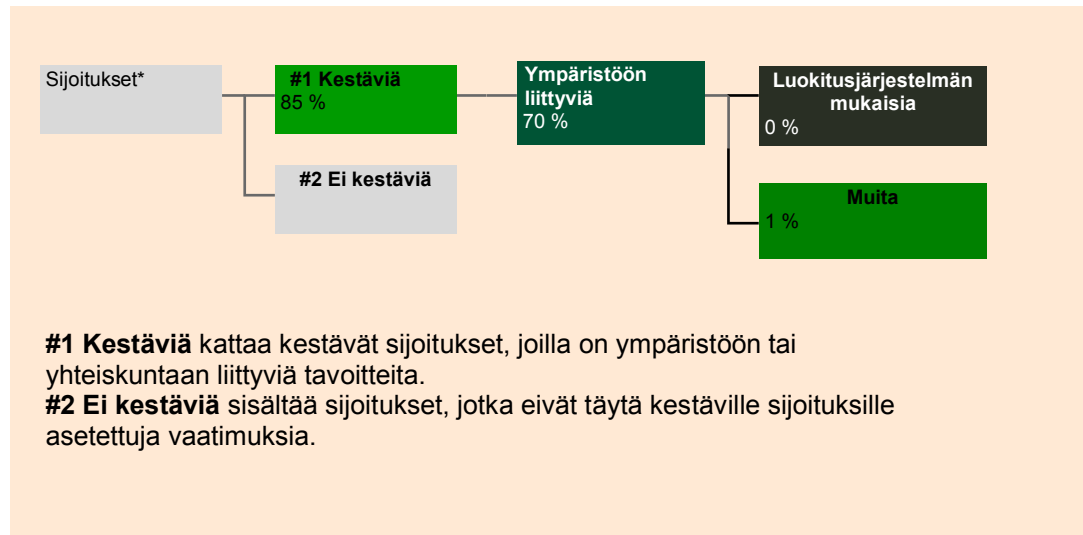 Sijoitukset*
#1 Kestäviä
85 %
#2 Ei kestäviä
Ympäristöön
liittyviä
70 %
Luokitusjärjestelmän
mukaisia
0 %
Muita
1 %
#1 Kestäviä kattaa kestävät sijoitukset, joilla on ympäristöön tai
yhteiskuntaan liittyviä tavoitteita.
#2 Ei kestäviä sisältää sijoitukset, jotka eivät täytä kestäville sijoituksille
asetettuja vaatimuksia.